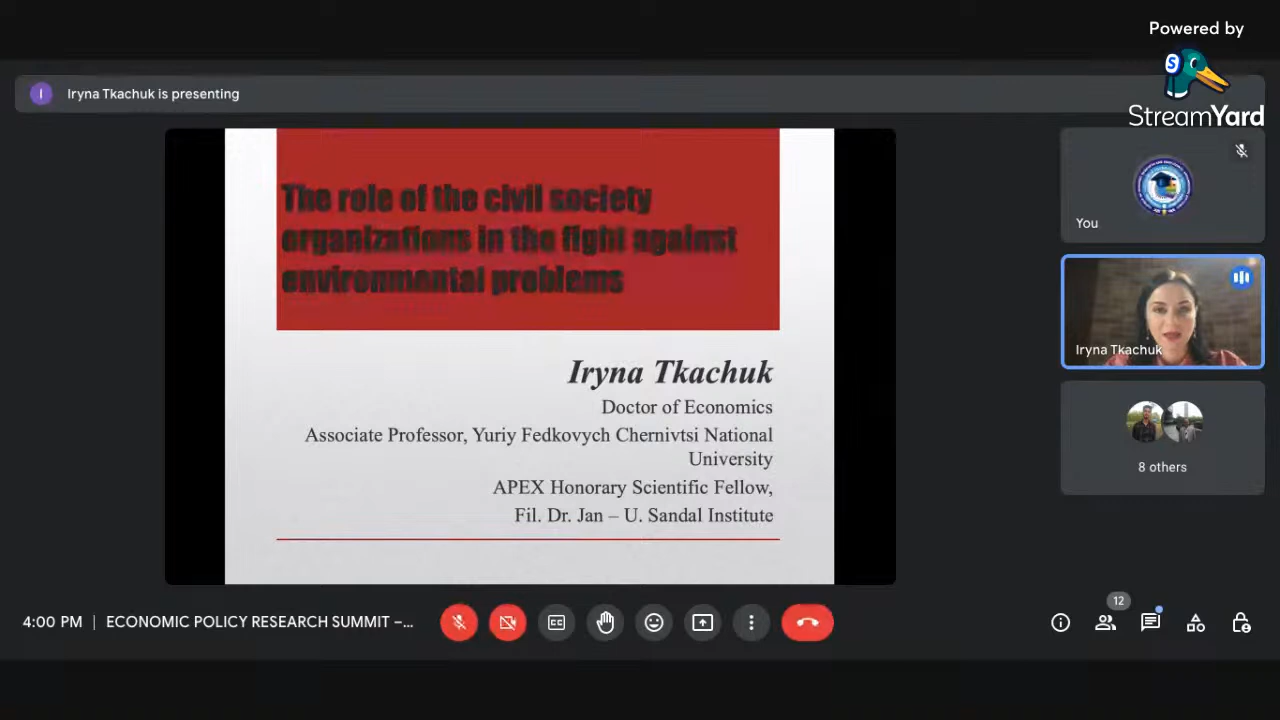 Powered by
StreamYard
I
Iryna Tkachuk is presenting
The role of the civil society
organizations in the fight against
environmental problems
Iryna Tkachuk
Doctor of Economics
Associate Professor, Yuriy Fedkovych Chernivtsi National
University
APEX Honorary Scientific Fellow,
Fil. Dr. Jan – U. Sandal Institute
You
Iryna Tkachuk
8 others
4:00 PM | ECONOMIC POLICY RESEARCH SUMMIT –...
CC
12